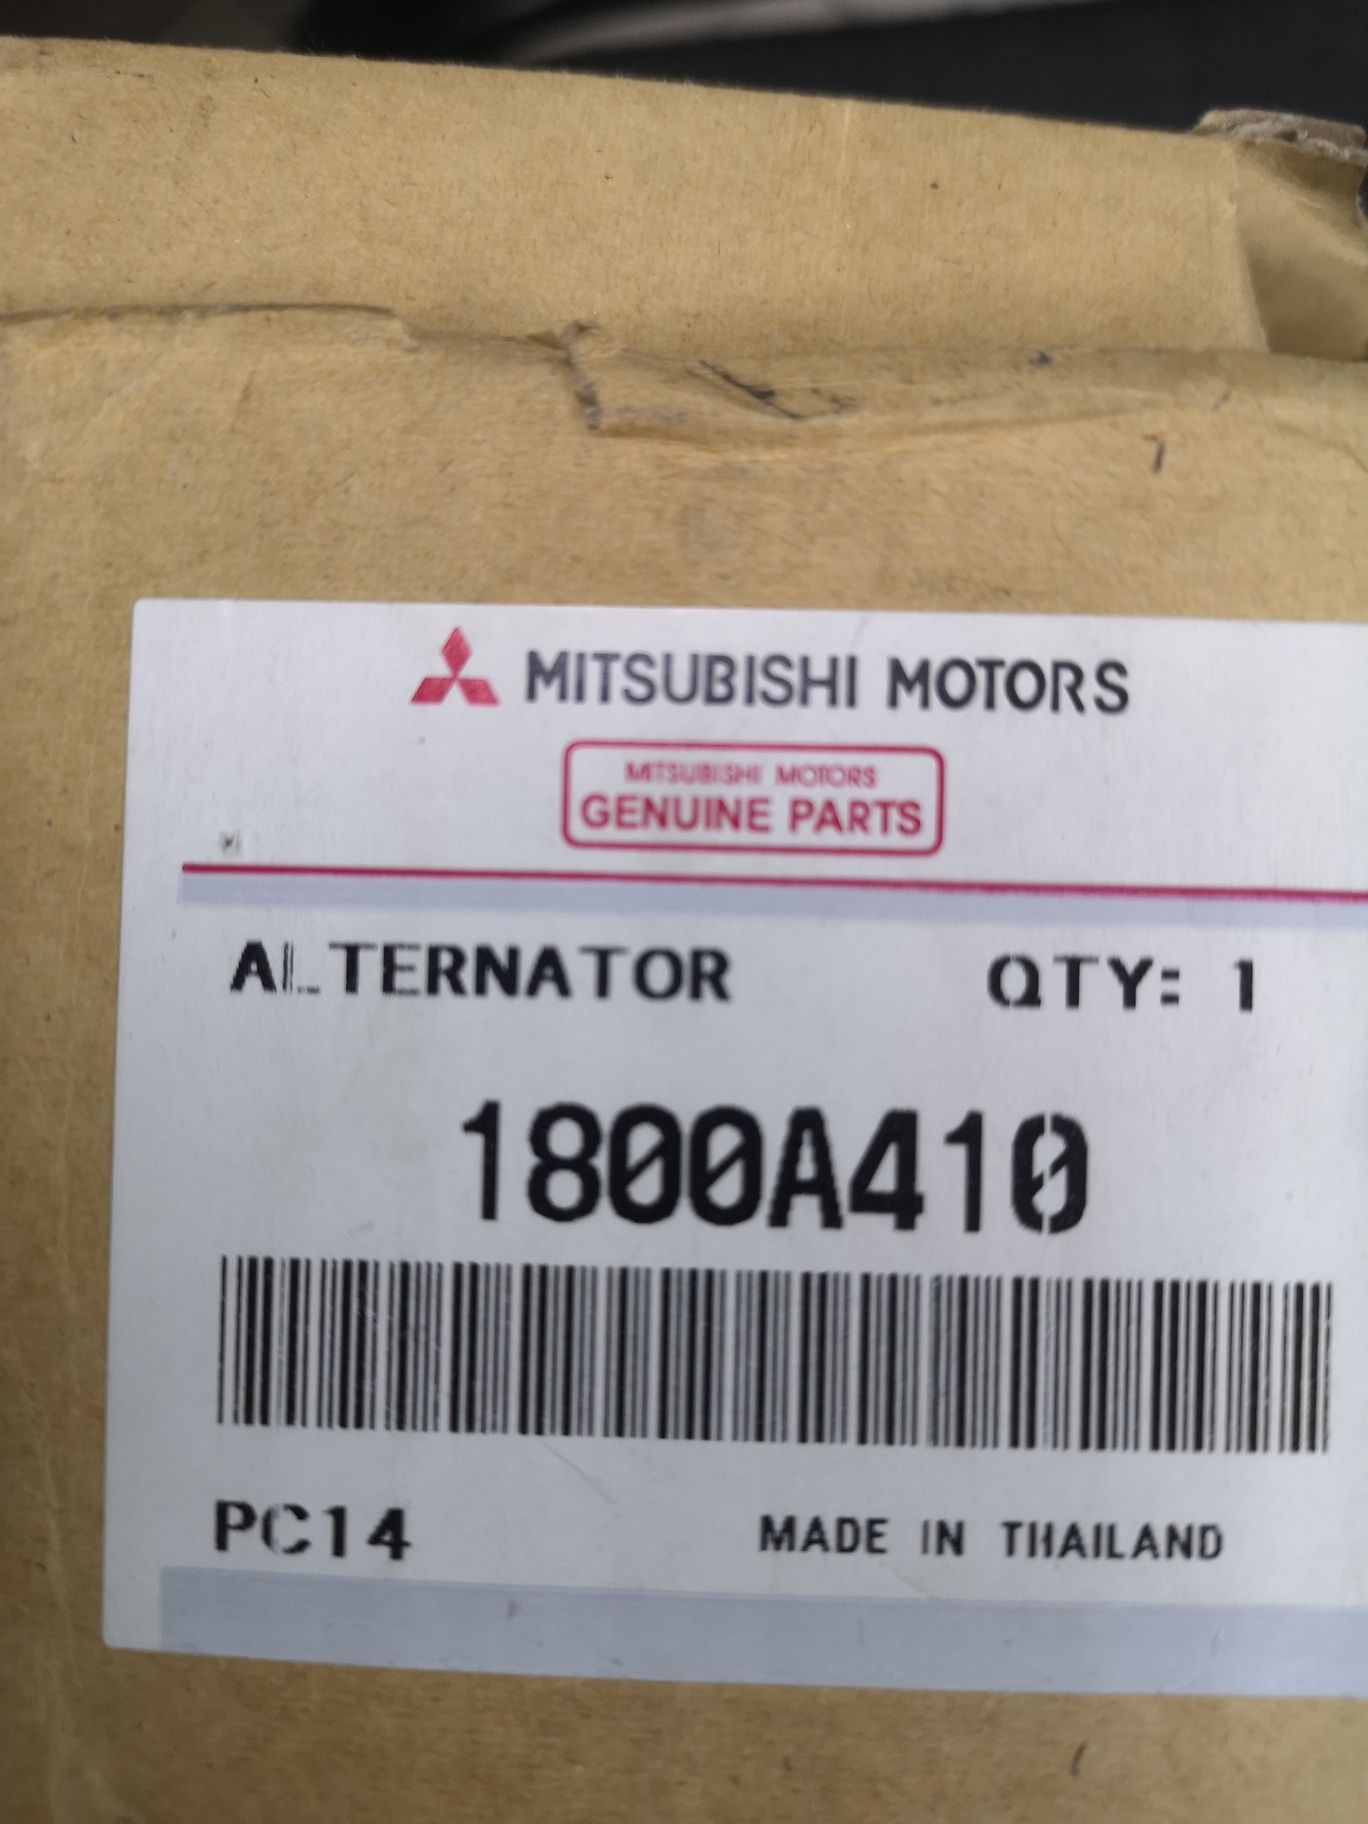 MITSUBISHI MOTORS
MITSUBISHI MOTORS
GENUINE PARTS
ALTERNATOR QTY: 1
1800A410
PC14 MADE IN THAILAND